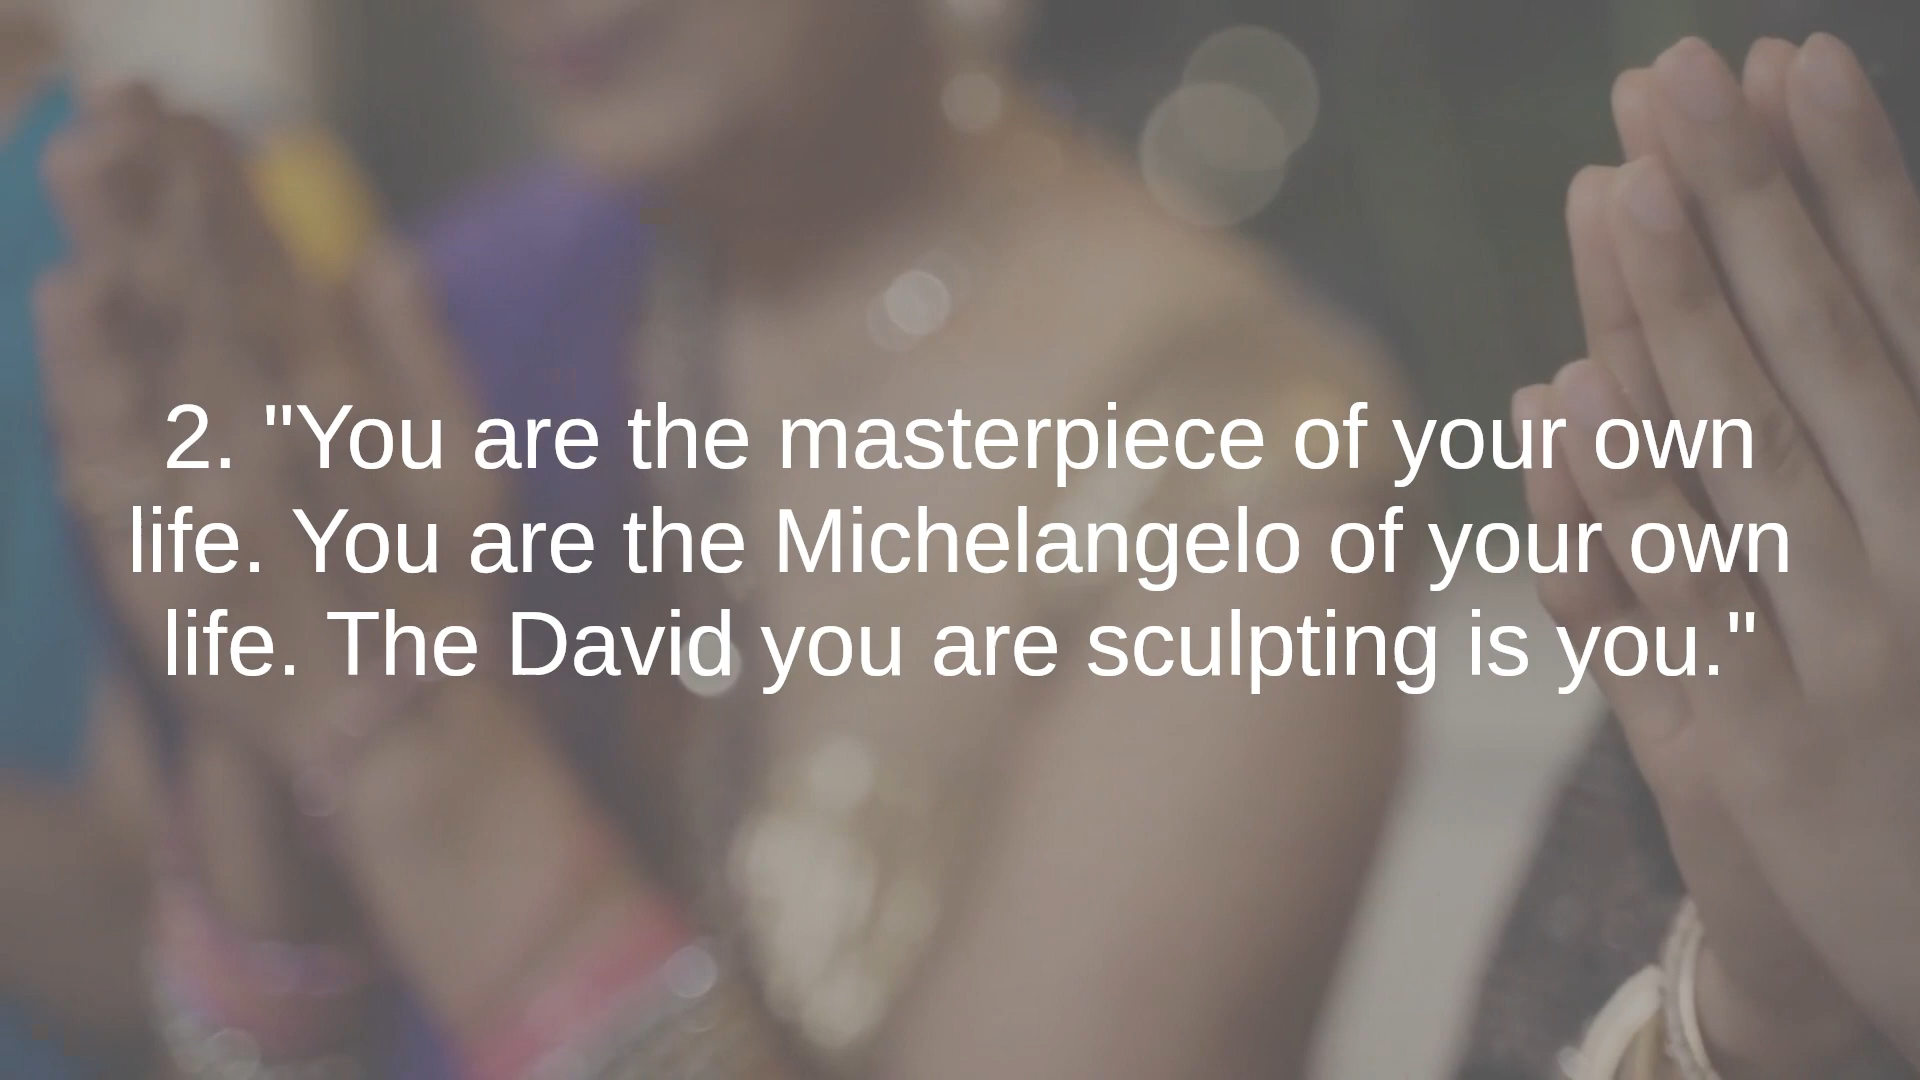 2. "You are the masterpiece of your own
life. You are the Michelangelo of your own
life. The David you are sculpting is you."